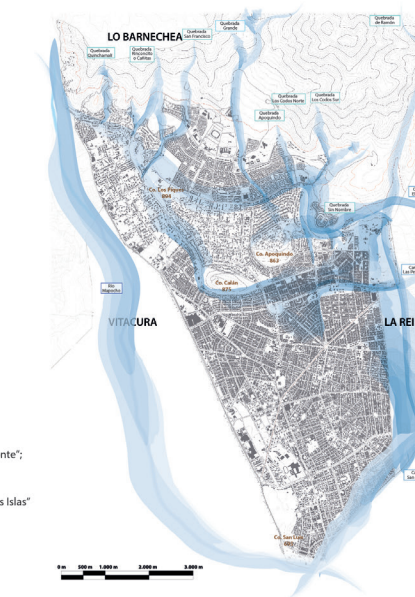 LO BARNECHEA
Quebrada
Grande
Quebrada
de Ramón
Quebrada
San Francisco
Quebrada
Quinchamalí
Quebrada
Rinconcito
o Cañitas
Quebrada
Los Codos Norte
Quebrada
Los Codos Sur
Quebrada
Apoquindo
Co. Los Piques
Quebrada
Sin Nombre
Co. Apoquindo
Co. Calán
875
Río
Mapocho
VITACURA
LA REI
nte";
s Islas"
Co. San Luis
0 m
500 m
1.000 m
2.000 m
3.000 m